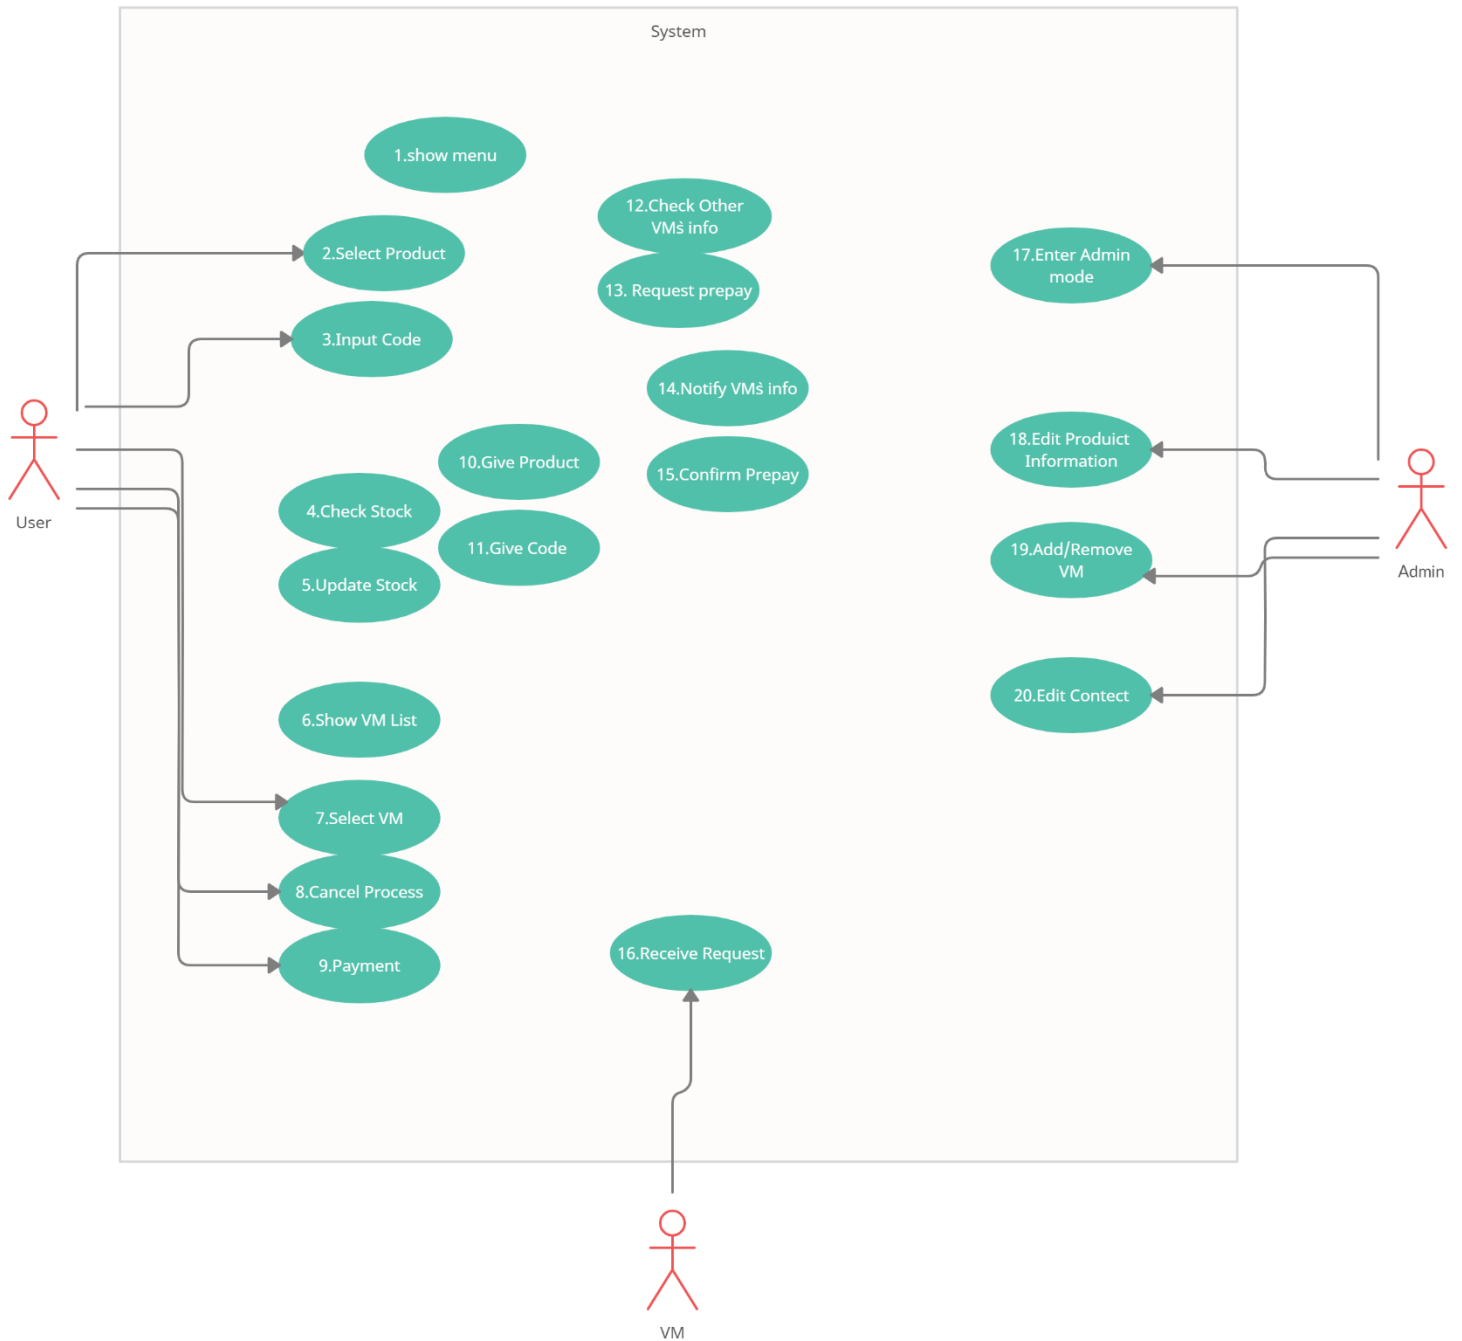 System
1.show menu
2.Select Product
3.Input Code
12.Check Other
VM`s info
13. Request prepay
14.Notify VM`s info
15.Confirm Prepay
10.Give Product
11.Give Code
4.Check Stock
5.Update Stock
6.Show VM List
7.Select VM
8.Cancel Process
9.Payment
16.Receive Request
17.Enter Admin
mode
18.Edit Produict
Information
19.Add/Remove
VM
20.Edit Contect
User
Admin
VM